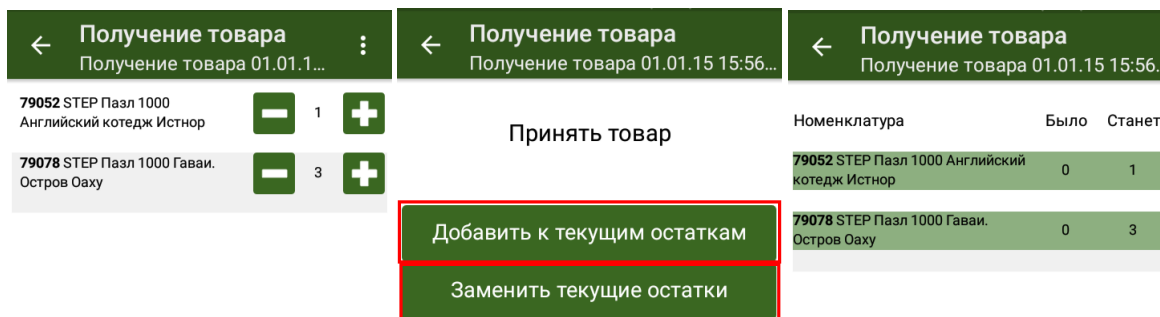 Получение товара
Получение товара 01.01.1...
79052 STEP Пазл 1000
Английский котедж Истнор
1
79078 STEP Пазл 1000 Гаваи.
Остров Оаху
3
Получение товара
Получение товара 01.01.15 15:56...
Принять товар
Добавить к текущим остаткам
Заменить текущие остатки
Получение товара
Получение товара 01.01.15 15:56.
Номенклатура Было Станет
79052 STEP Пазл 1000 Английский
котедж Истнор
0 1
79078 STEP Пазл 1000 Гаваи.
Остров Оаху
0 3